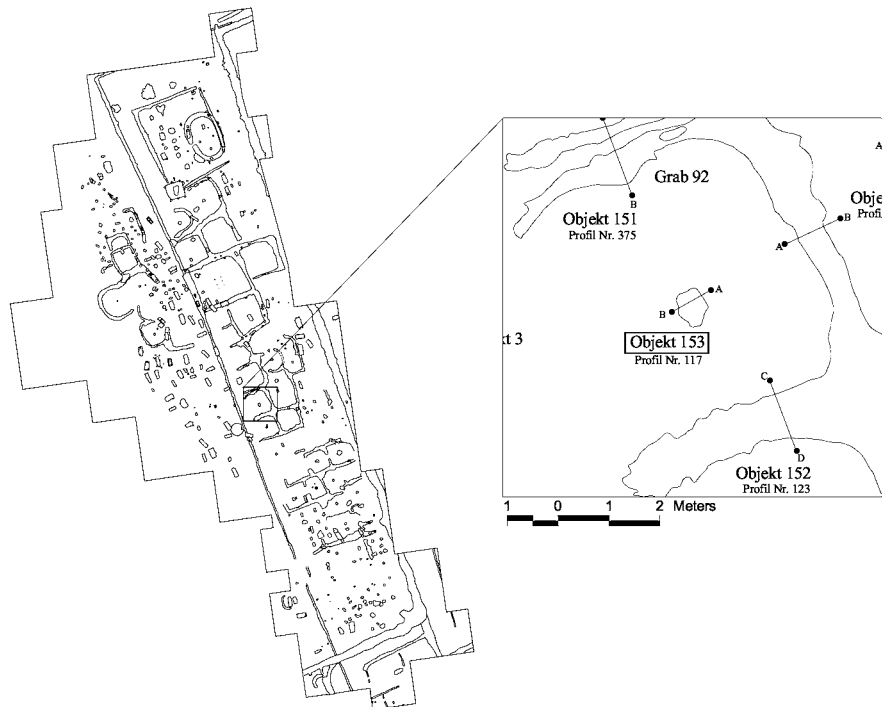 Grab 92
A
B
Objekt 151
Profil Nr. 375
B
A
A
B
Objekt 153
Profil Nr. 117
C
D
Objekt 152
Profil Nr. 123
1 0 2 Meters